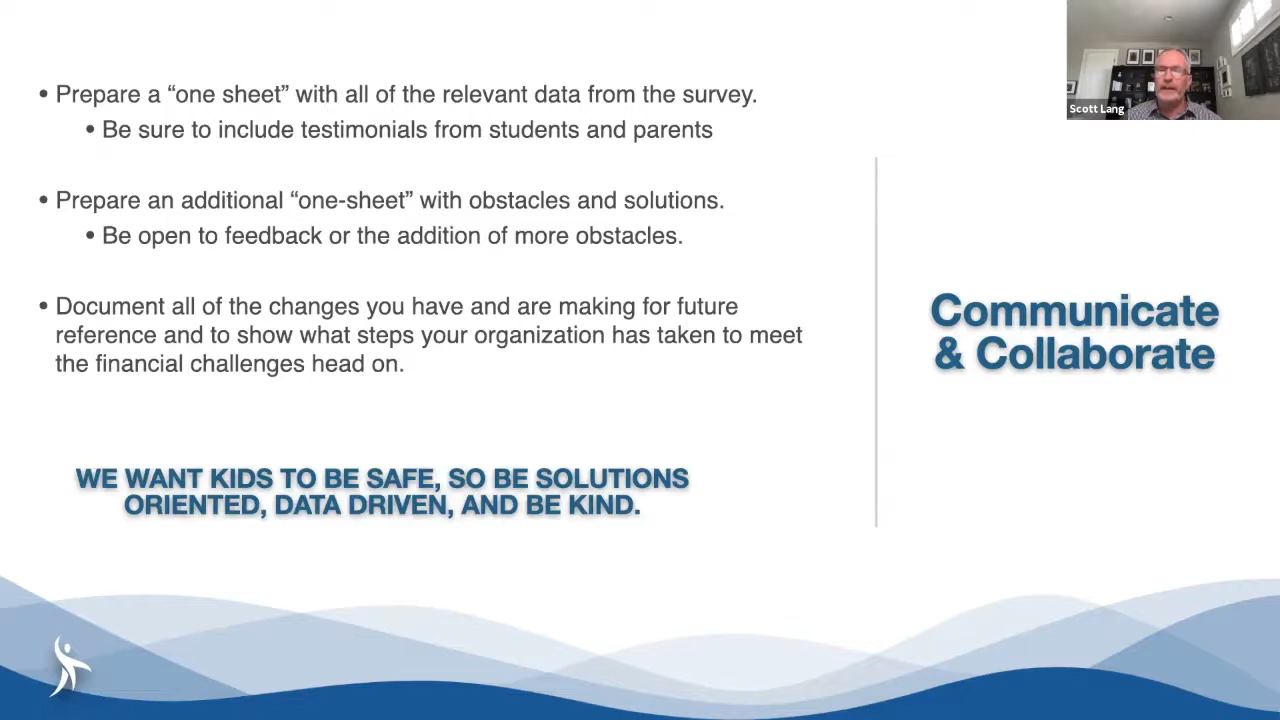 • Prepare a “one sheet” with all of the relevant data from the survey.
• Be sure to include testimonials from students and parents
• Prepare an additional “one-sheet” with obstacles and solutions.
• Be open to feedback or the addition of more obstacles.
• Document all of the changes you have and are making for future
reference and to show what steps your organization has taken to meet
the financial challenges head on.
WE WANT KIDS TO BE SAFE, SO BE SOLUTIONS
ORIENTED, DATA DRIVEN, AND BE KIND.
Communicate
& Collaborate
Scott Lang